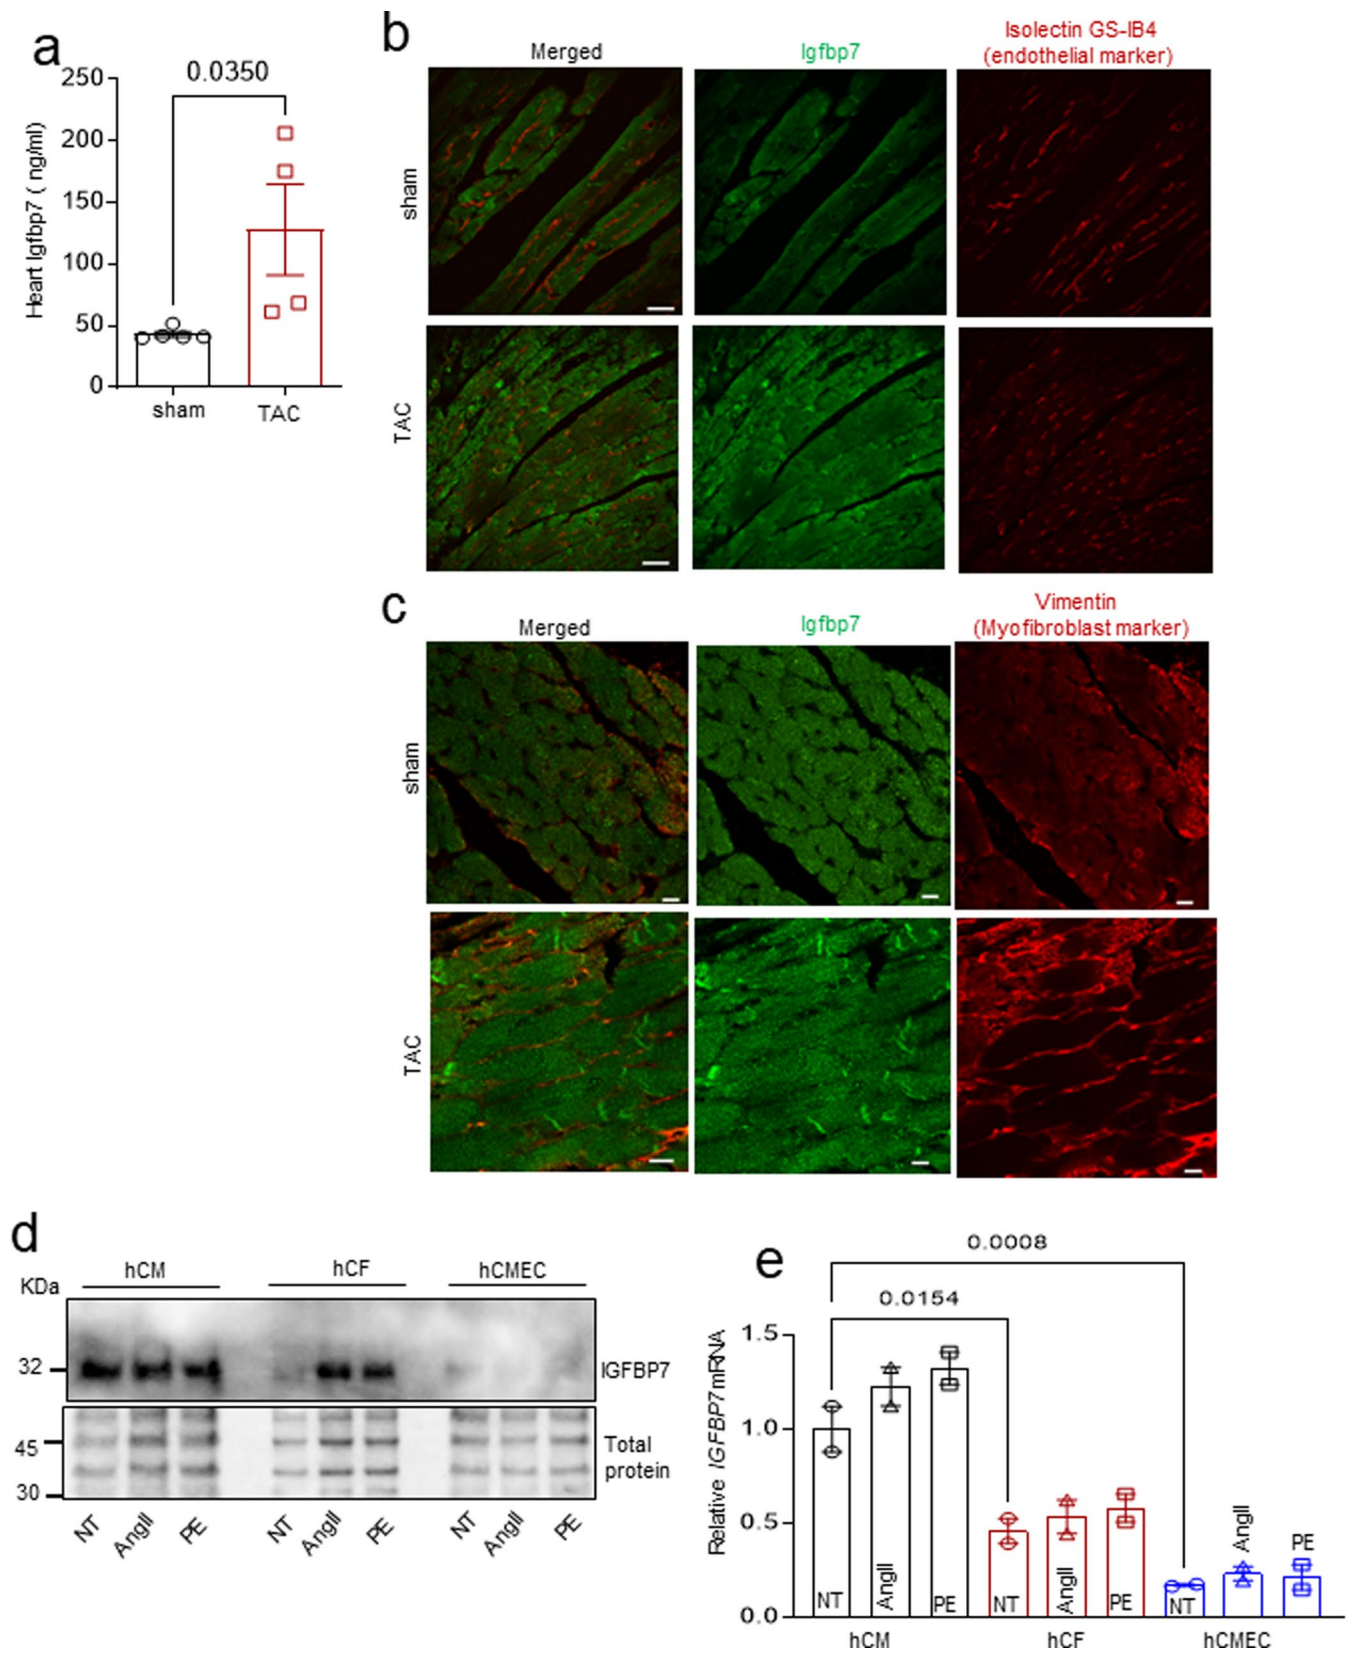 a
0.0350
250
200
150
100
50
0
Heart Igfbp7 ( ng/ml)
sham
TAC
b
Merged
Igfbp7
Isolectin GS-IB4
(endothelial marker)
sham
TAC
c
Merged
Igfbp7
Vimentin
(Myofibroblast marker)
sham
TAC
d
hCM
hCF
hCMEC
KDa
32
IGFBP7
45
30
Total
protein
NT
AngII
PE
NT
AngII
PE
NT
AngII
PE
e
0.0008
0.0154
1.5
1.0
0.5
0.0
Relative IGFBP7 mRNA
NT
AngII
PE
NT
AngII
PE
NT
AngII
PE
hCM
hCF
hCMEC